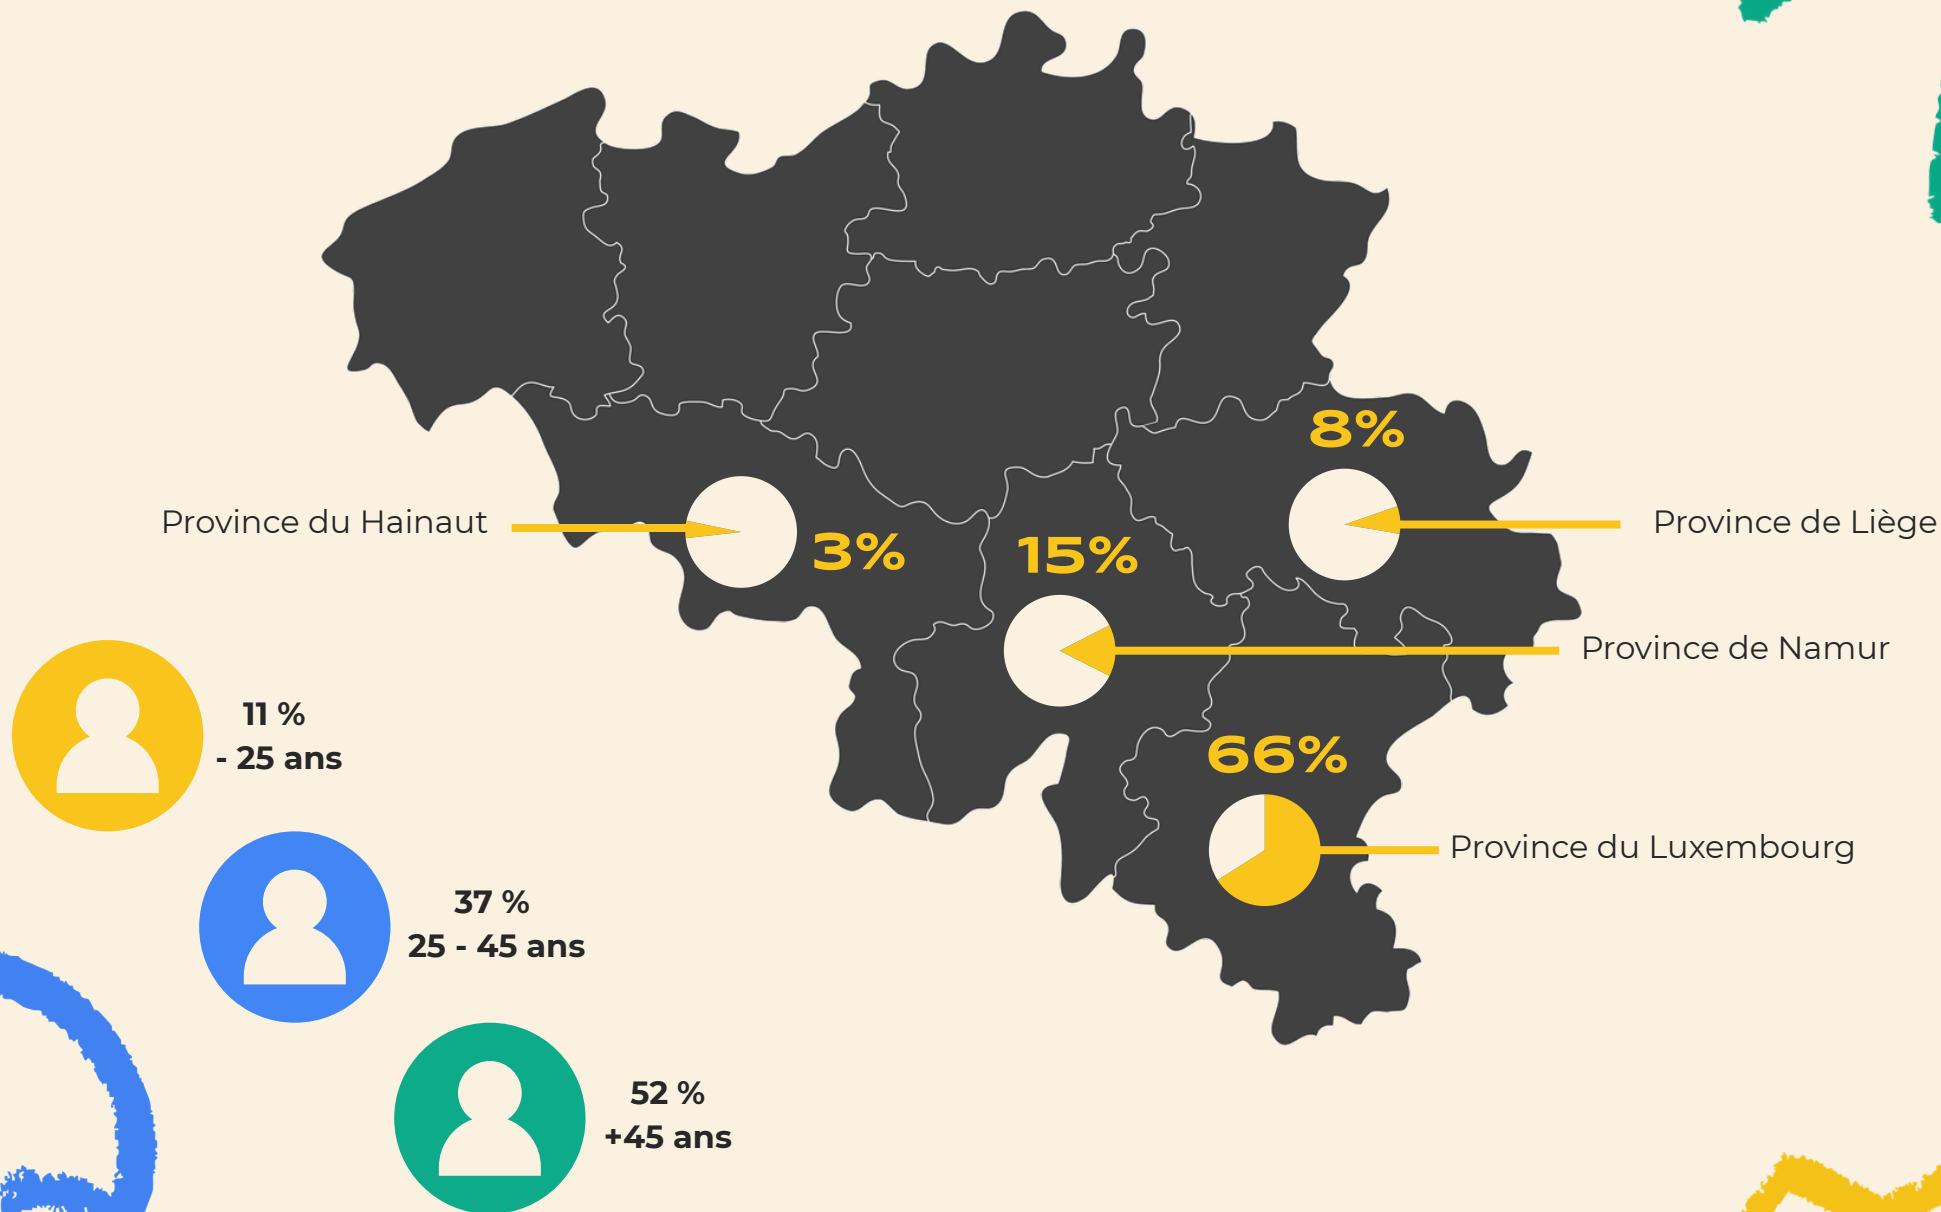 8%
Province du Hainaut
3%
15%
Province de Liège
Province de Namur
66%
Province du Luxembourg
11 %
- 25 ans
37 %
25 - 45 ans
52 %
+45 ans